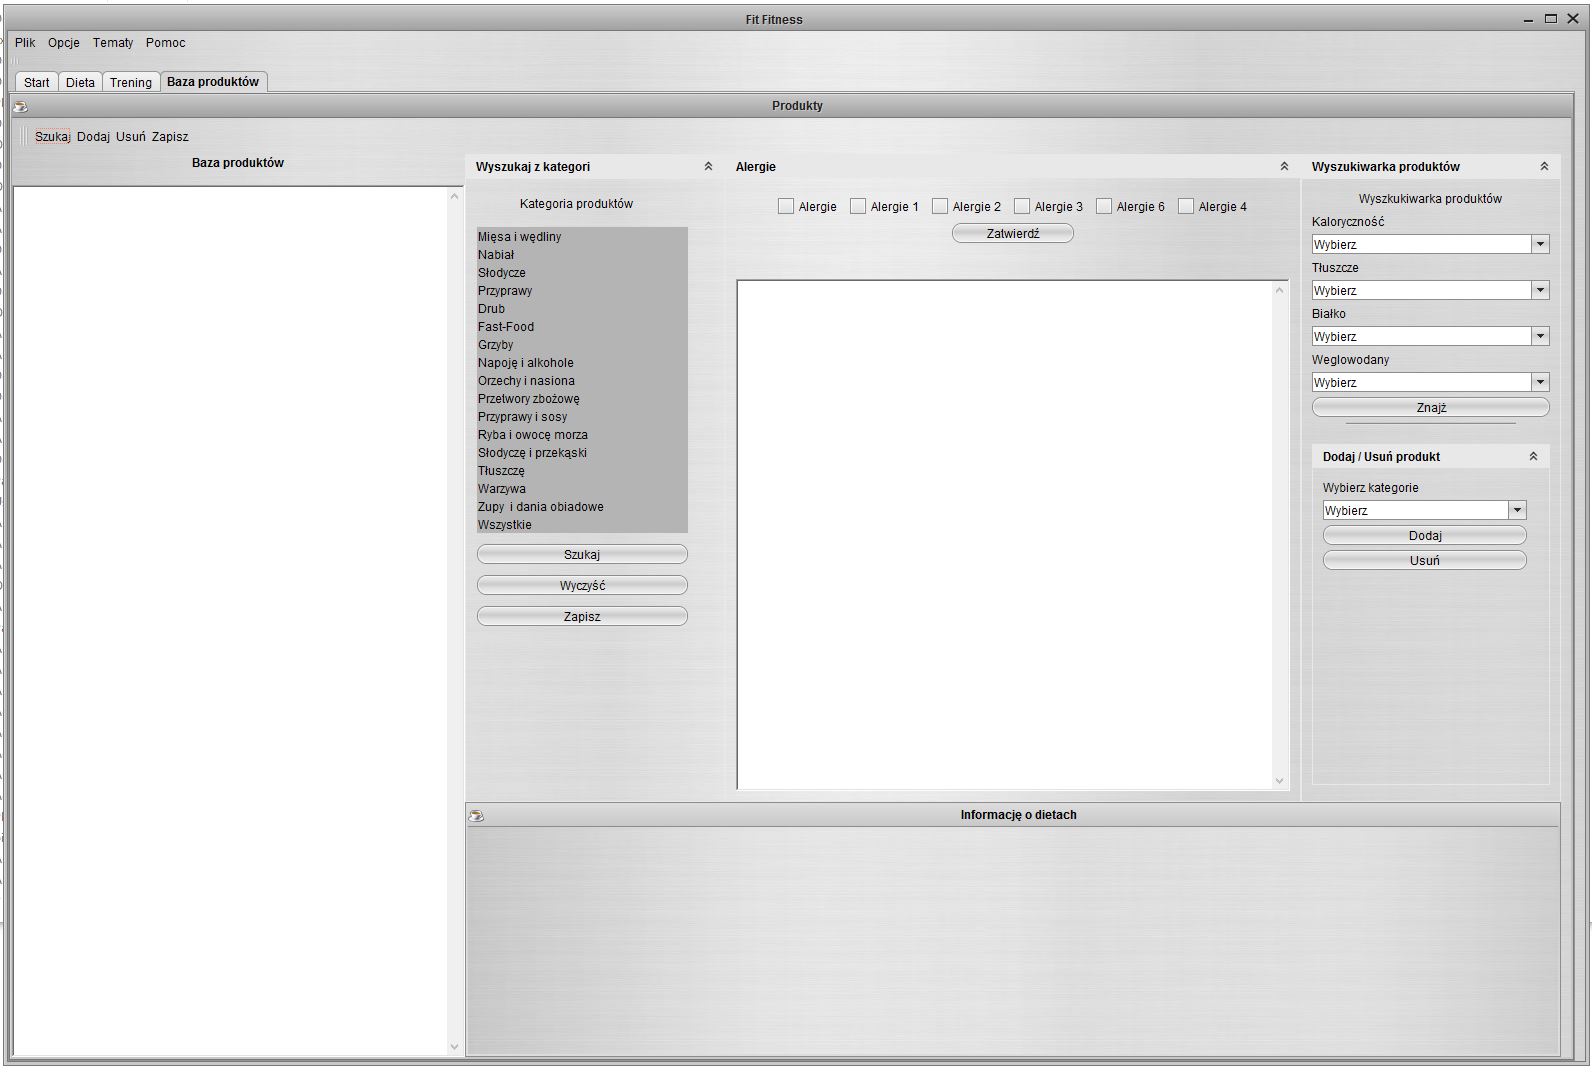 Fit Fitness
Plik Opcje Tematy Pomoc
Start Dieta Trening Baza produktów
Produkty
Szukaj Dodaj Usuń Zapisz
Baza produktów
Wyszukaj z kategori
Kategoria produktów
Mięsa i wędliny
Nabiał
Słodycze
Przyprawy
Drub
Fast-Food
Grzyby
Napoję i alkohole
Orzechy i nasiona
Przetwory zbożowę
Przyprawy i sosy
Ryba i owocę morza
Słodyczę i przekąski
Tłuszczę
Warzywa
Zupy i dania obiadowe
Wszystkie
Szukaj
Wyczyść
Zapisz
Alergie
Alergie Alergie 1 Alergie 2 Alergie 3 Alergie 6 Alergie 4
Zatwierdź
Wyszukiwarka produktów
Wyszkukiwarka produktów
Kaloryczność
Wybierz
Tłuszcze
Wybierz
Białko
Wybierz
Weglowodany
Wybierz
Znajż
Dodaj / Usuń produkt
Wybierz kategorie
Wybierz
Dodaj
Usuń
Informację o dietach